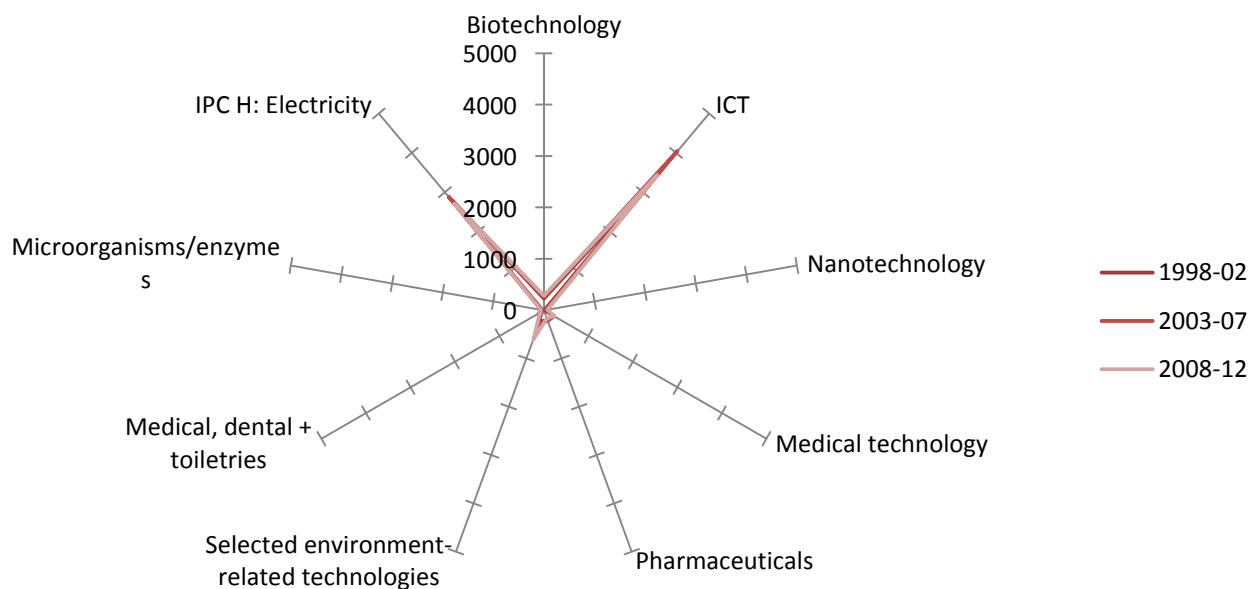 Biotechnology
5000
4000
3000
2000
1000
0
ICT
Nanotechnology
Medical technology
Pharmaceuticals
Selected environment-
related technologies
Medical, dental +
toiletries
Microorganisms/enzyme
s
IPC H: Electricity
1998-02
2003-07
2008-12